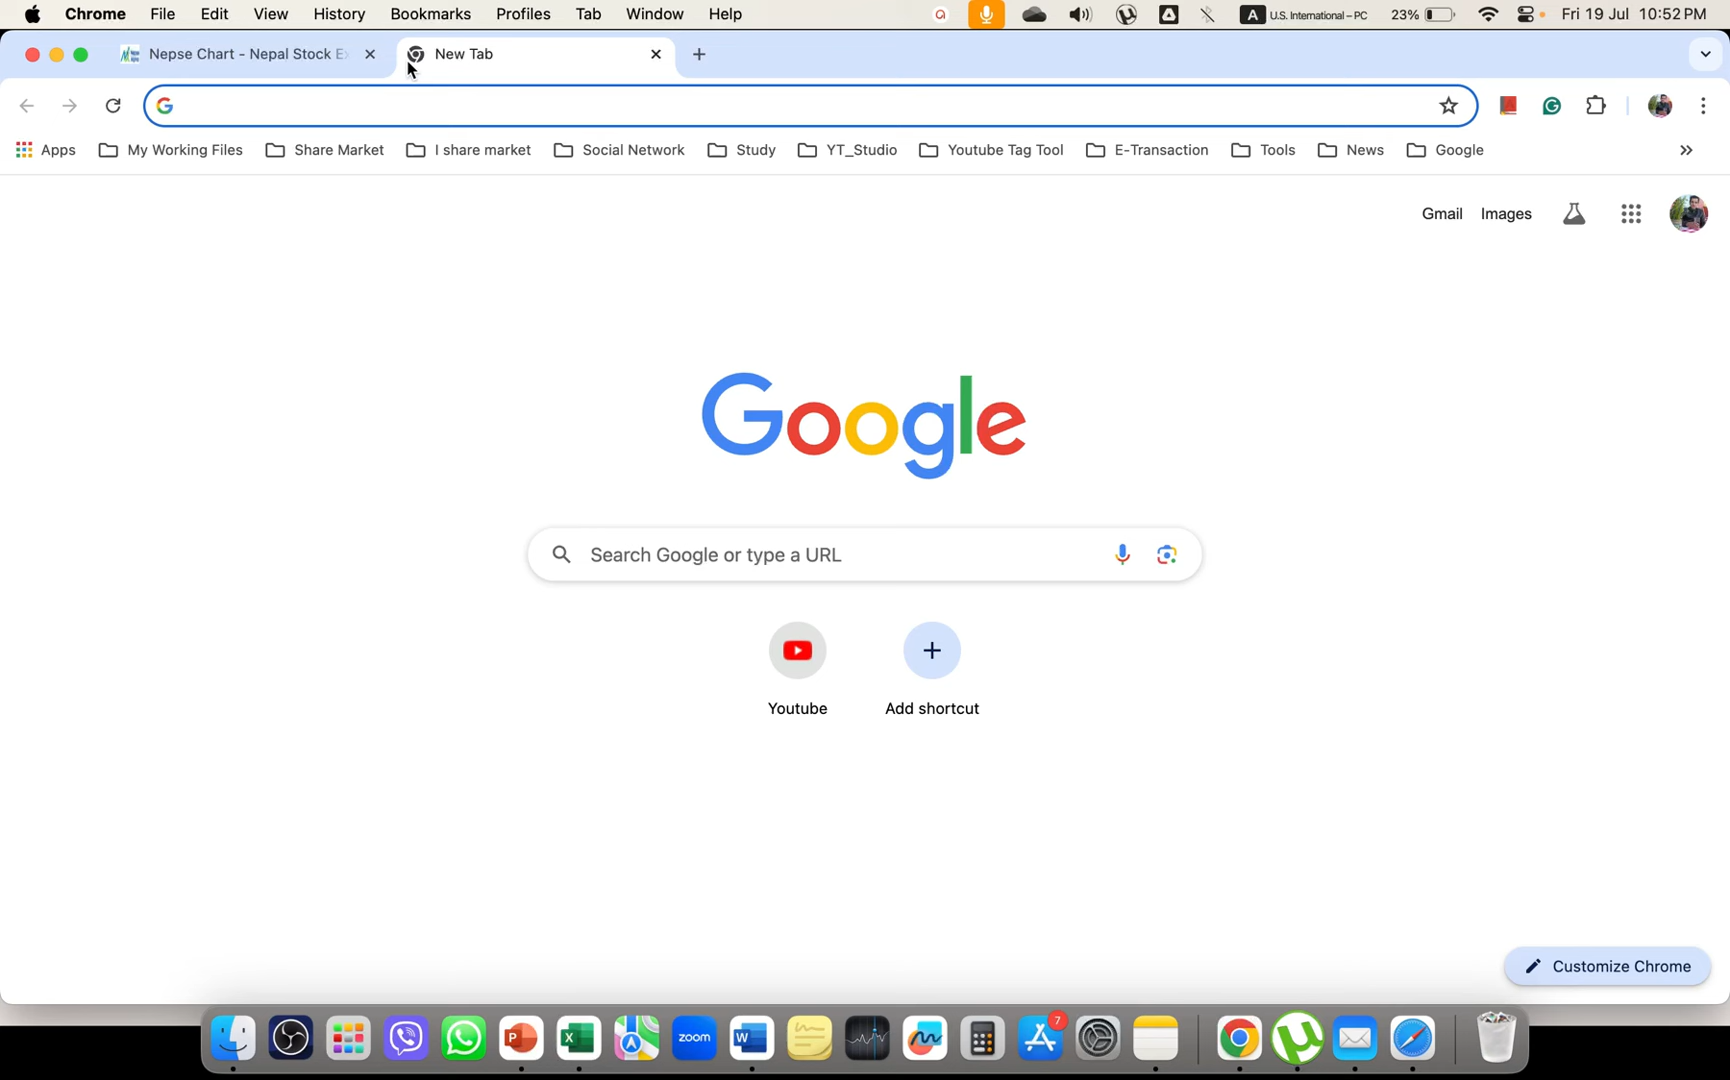 Chrome File Edit View History Bookmarks Profiles Tab Window Help A U.S. International – PC 23% Fri 19 Jul 10:52 PM
Nepse Chart - Nepal Stock Ex New Tab
Apps My Working Files Share Market I share market Social Network Study YT_Studio Youtube Tag Tool E-Transaction Tools News Google
Gmail Images
Google
Search Google or type a URL
Youtube Add shortcut
Customize Chrome
zoom 7